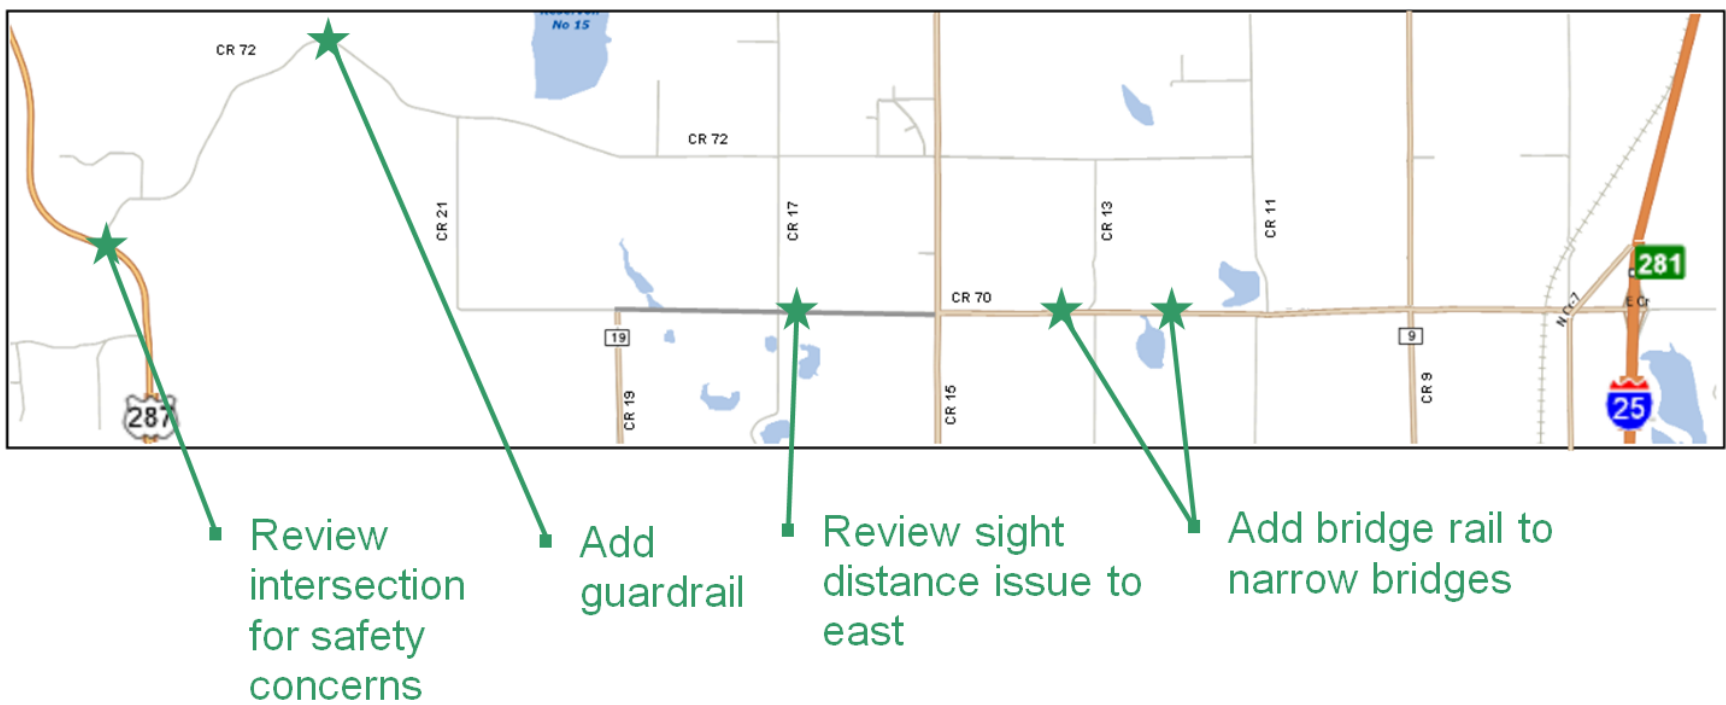 No 15
CR 72
CR 72
CR 21
CR 17
CR 13
CR 11
281
CR 70
N Cr-7
E Cr
19
9
287
CR 19
CR 15
CR 9
25
Review
intersection
for safety
concerns
Add
guardrail
Review sight
distance issue to
east
Add bridge rail to
narrow bridges